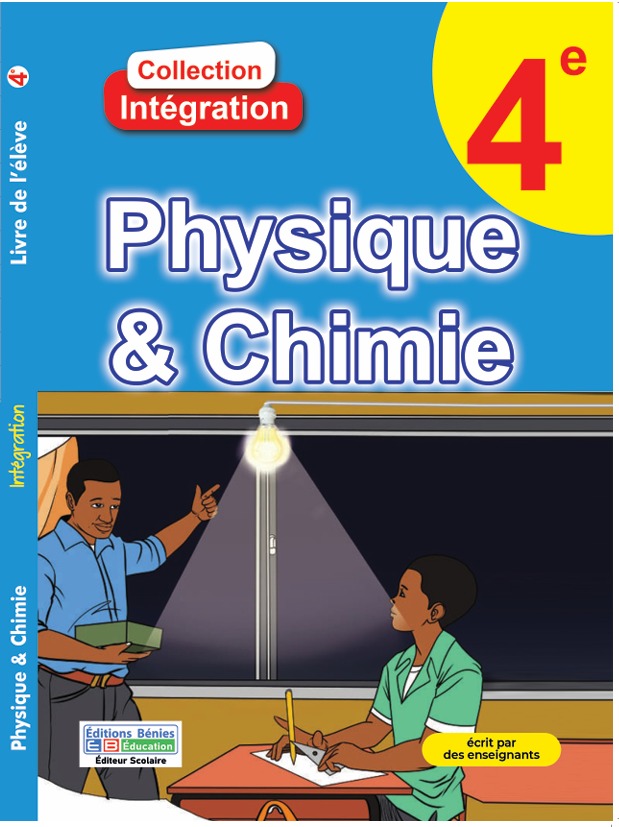 Collection
Intégration
4e
Physique
& Chimie
Livre de l'élève 4e
Intégration
Physique & Chimie
Éditions Bénies
EB Éducation
Éditeur Scolaire
écrit par
des enseignants